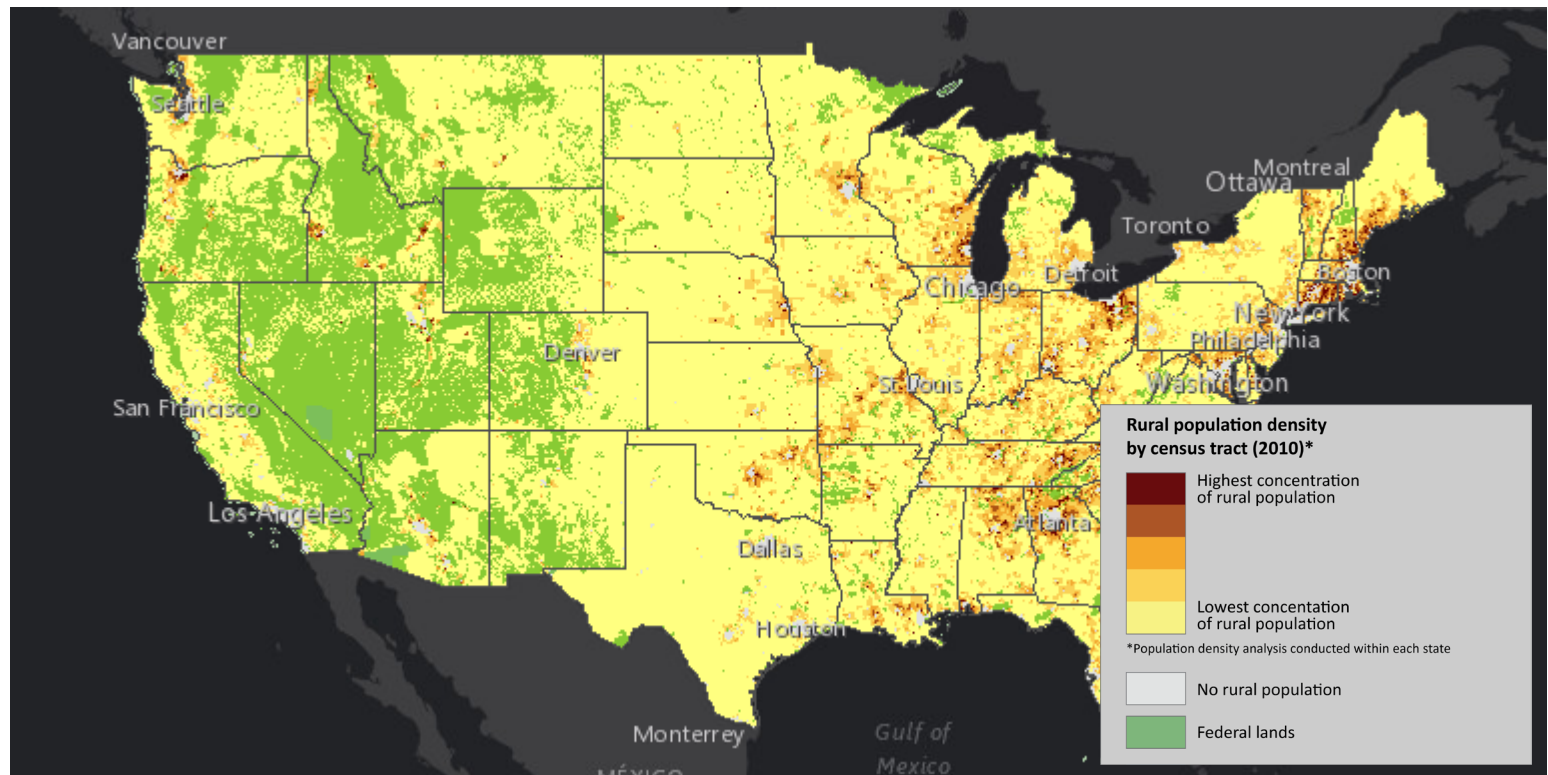 Vancouver
Seattle
Montreal
Ottawa
Toronto
Boston
Detroit
Chicago
New York
Philadelphia
Denver
St Louis
Washington
San Francisco
Los Angeles
Atlanta
Dallas
Houston
Monterrey
MÉXICO
Gulf of
Mexico
Rural population density
by census tract (2010)*
Highest concentration
of rural population
Lowest concentation
of rural population
*Population density analysis conducted within each state
No rural population
Federal lands